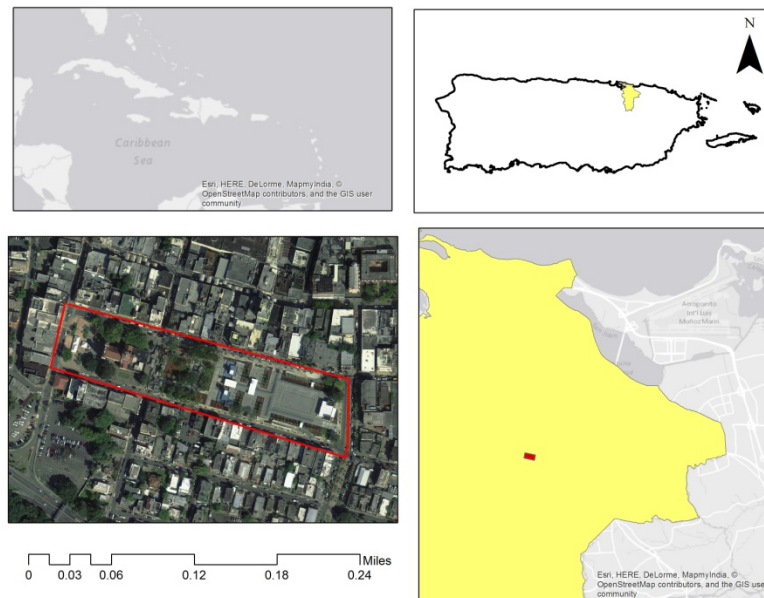 Caribbean
Sea
Esri, HERE, DeLorme, MapmyIndia, ©
OpenStreetMap contributors, and the GIS user
community
N
Aeropuerto
Int'l Luis
Muñoz Marín
Esri, HERE, DeLorme, MapmyIndia, ©
OpenStreetMap contributors, and the GIS user
community
Miles
0 0.03 0.06 0.12 0.18 0.24